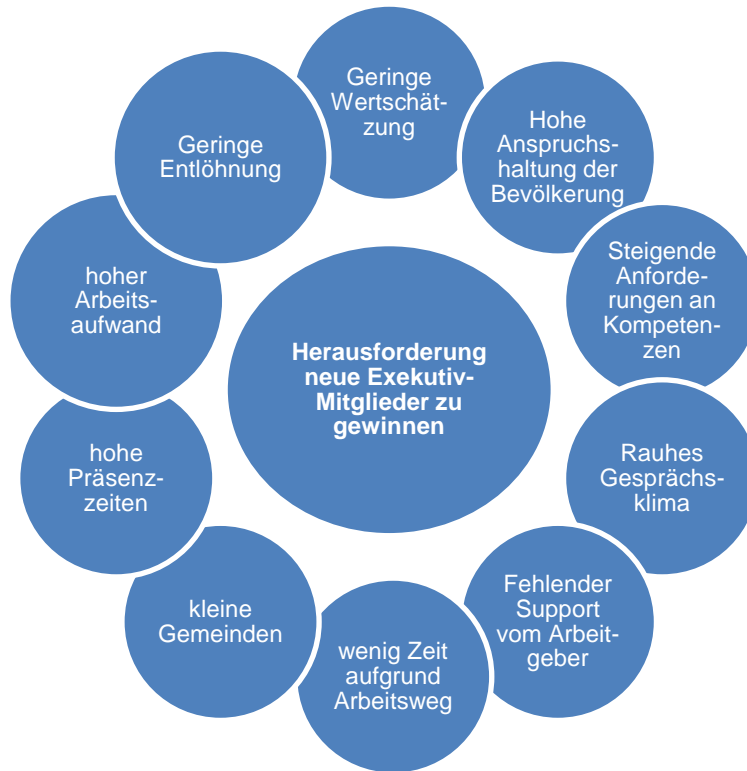 Geringe
Wertschät-
zung
Hohe
Anspruchs-
haltung der
Bevölkerung
Steigende
Anforde-
rungen an
Kompeten-
zen
Rauhes
Gesprächs-
klima
Fehlender
Support
vom Arbeit-
geber
wenig Zeit
aufgrund
Arbeitsweg
kleine
Gemeinden
hohe
Präsenz-
zeiten
hoher
Arbeits-
aufwand
Geringe
Entlöhnung
Herausforderung
neue Exekutiv-
Mitglieder zu
gewinnen